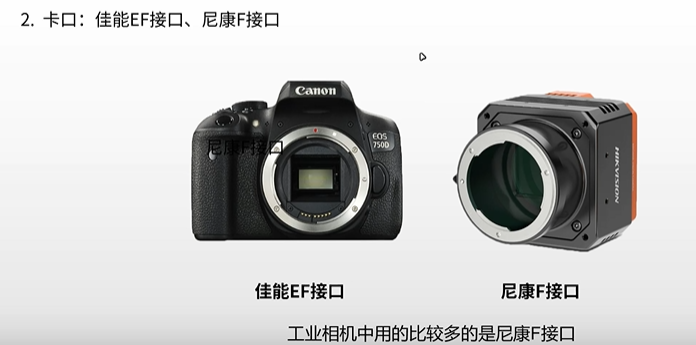 2. 卡口：佳能EF接口、尼康F接口
Canon
EOS
750D
尼康F接口
HIKVISION
佳能EF接口
尼康F接口
工业相机中用的比较多的是尼康F接口